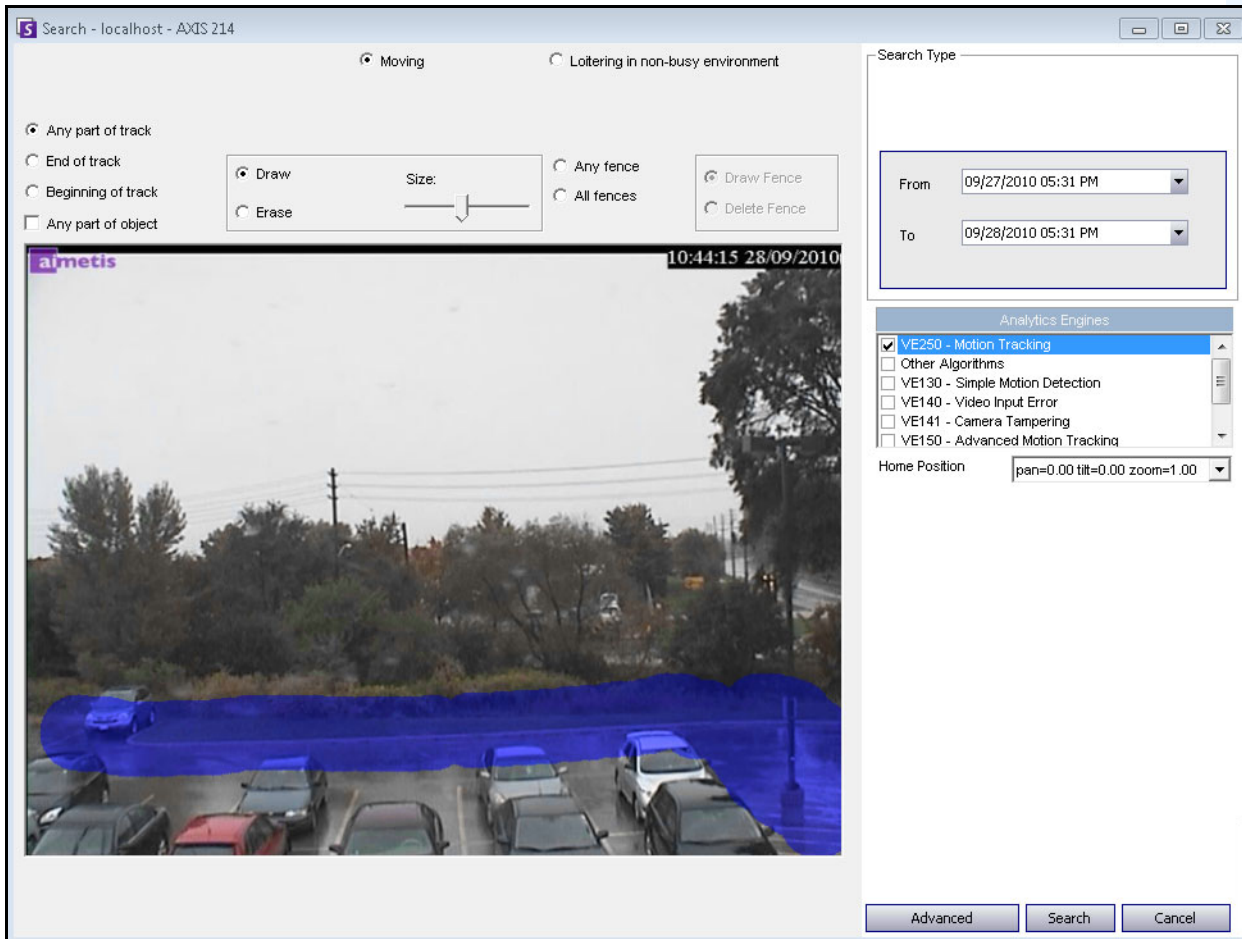 Search - localhost - AXIS 214
Moving
Loitering in non-busy environment
Search Type
Any part of track
End of track
Beginning of track
Any part of object
Draw
Erase
Size:
Any fence
All fences
Draw Fence
Delete Fence
From
09/27/2010 05:31 PM
To
09/28/2010 05:31 PM
aimetis
10:44:15 28/09/2010
Analytics Engines
VE250 - Motion Tracking
Other Algorithms
VE130 - Simple Motion Detection
VE140 - Video Input Error
VE141 - Camera Tampering
VE150 - Advanced Motion Tracking
Home Position
pan=0.00 tilt=0.00 zoom=1.00
Advanced
Search
Cancel